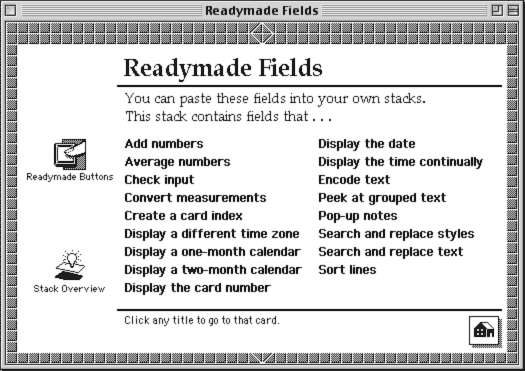 Readymade Fields
Readymade Fields
You can paste these fields into your own stacks.
This stack contains fields that . . .
Add numbers
Average numbers
Check input
Convert measurements
Create a card index
Display a different time zone
Display a one-month calendar
Display a two-month calendar
Display the card number
Display the date
Display the time continually
Encode text
Peek at grouped text
Pop-up notes
Search and replace styles
Search and replace text
Sort lines
Readymade Buttons
Stack Overview
Click any title to go to that card.